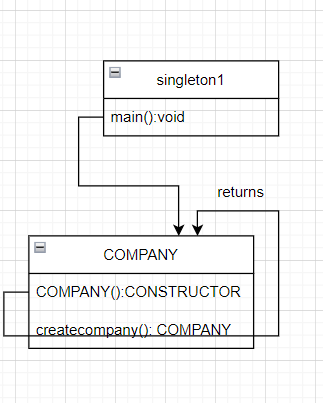 singleton1
main():void
returns
COMPANY
COMPANY():CONSTRUCTOR
createcompany(): COMPANY